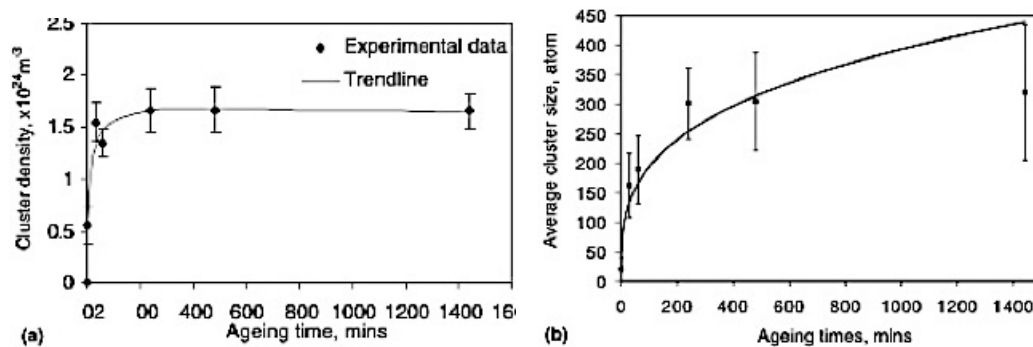 2.5
2
1.5
1
0.5
0
Cluster density, x10²⁴m⁻³
Experimental data
Trendline
02 00 400 600 800 1000 1200 1400 16
(a) Ageing time, mins
450
400
350
300
250
200
150
100
50
0
Average cluster size, atom
0 200 400 600 800 1000 1200 1400
(b) Ageing times, mins